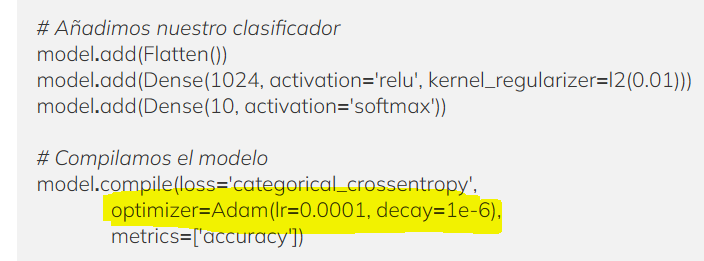 # Añadimos nuestro clasificador
model.add(Flatten())
model.add(Dense(1024, activation='relu', kernel_regularizer=l2(0.01)))
model.add(Dense(10, activation='softmax'))
# Compilamos el modelo
model.compile(loss='categorical_crossentropy',
optimizer=Adam(lr=0.0001, decay=1e-6),
metrics=['accuracy'])